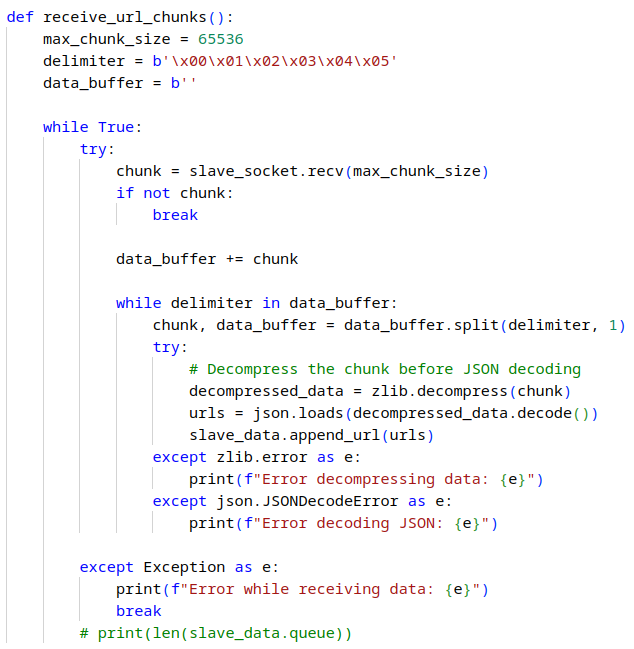 def receive_url_chunks():
    max_chunk_size = 65536
    delimiter = b'\x00\x01\x02\x03\x04\x05'
    data_buffer = b''

    while True:
        try:
            chunk = slave_socket.recv(max_chunk_size)
            if not chunk:
                break

            data_buffer += chunk

            while delimiter in data_buffer:
                chunk, data_buffer = data_buffer.split(delimiter, 1)
                try:
                    # Decompress the chunk before JSON decoding
                    decompressed_data = zlib.decompress(chunk)
                    urls = json.loads(decompressed_data.decode())
                    slave_data.append_url(urls)
                except zlib.error as e:
                    print(f"Error decompressing data: {e}")
                except json.JSONDecodeError as e:
                    print(f"Error decoding JSON: {e}")

        except Exception as e:
            print(f"Error while receiving data: {e}")
            break
        # print(len(slave_data.queue))